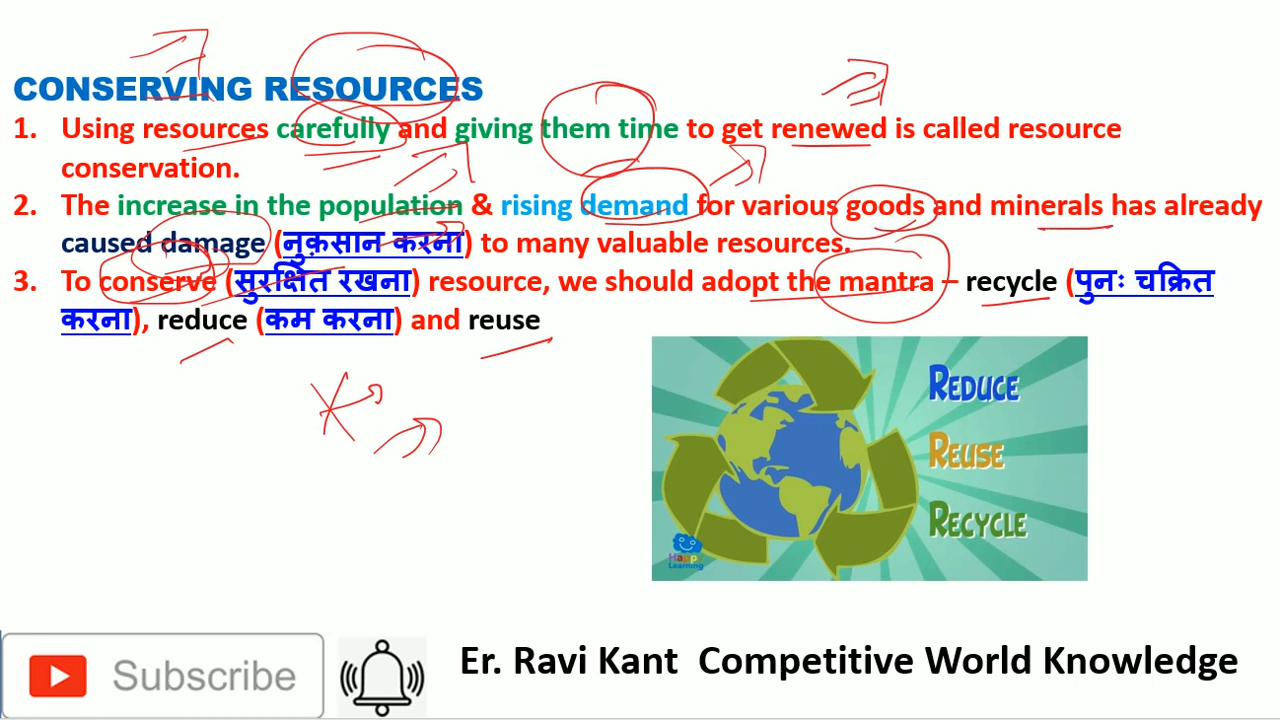 CONSERVING RESOURCES
1. Using resources carefully and giving them time to get renewed is called resource
conservation.
2. The increase in the population & rising demand for various goods and minerals has already
caused damage (नुक़सान करना) to many valuable resources.
3. To conserve (सुरक्षित रखना) resource, we should adopt the mantra – recycle (पुनः चक्रित
करना), reduce (कम करना) and reuse
REDUCE
REUSE
RECYCLE
Happ
Learning
Subscribe
Er. Ravi Kant Competitive World Knowledge